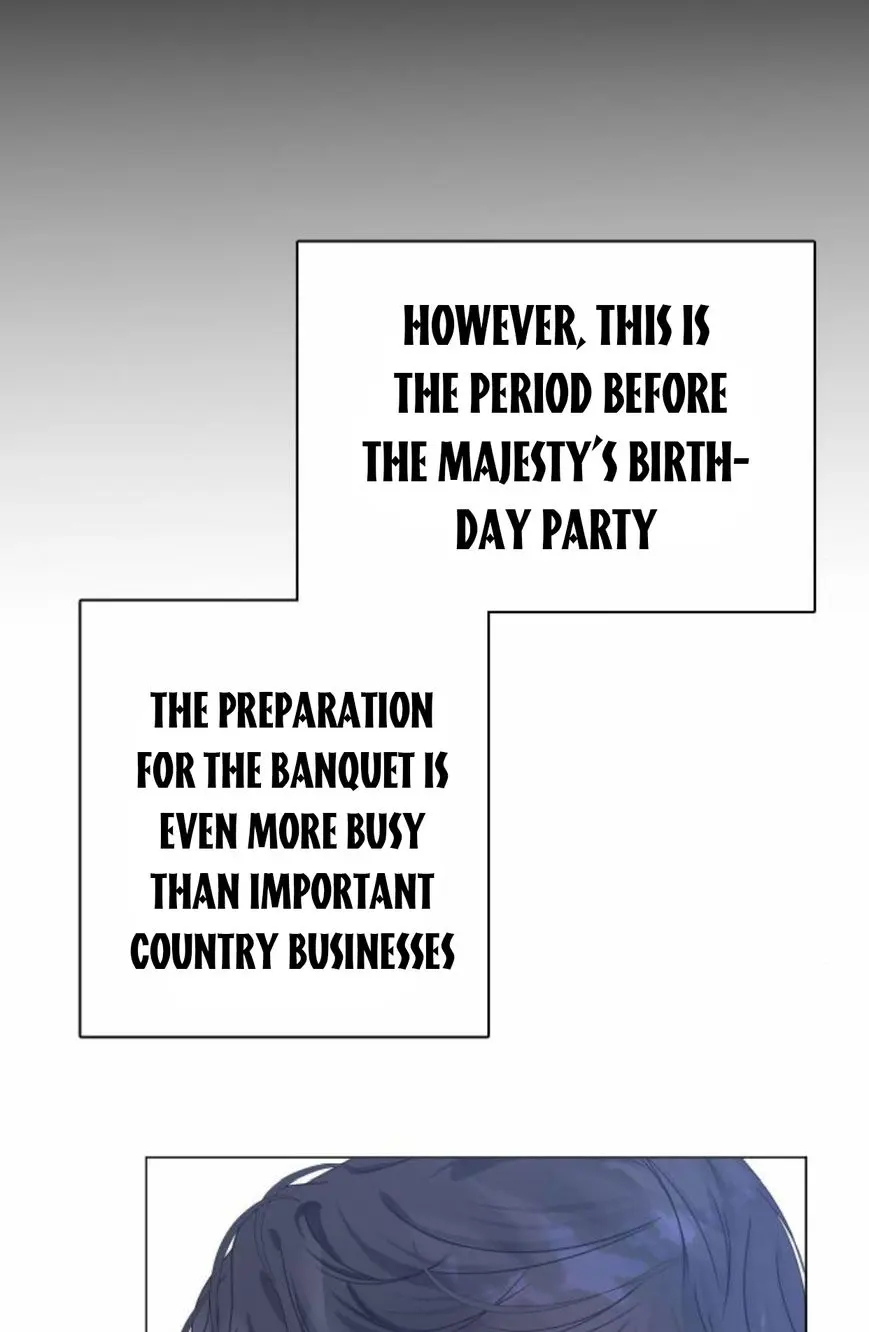 HOWEVER, THIS IS
THE PERIOD BEFORE
THE MAJESTY'S BIRTH-
DAY PARTY
THE PREPARATION
FOR THE BANQUET IS
EVEN MORE BUSY
THAN IMPORTANT
COUNTRY BUSINESSES